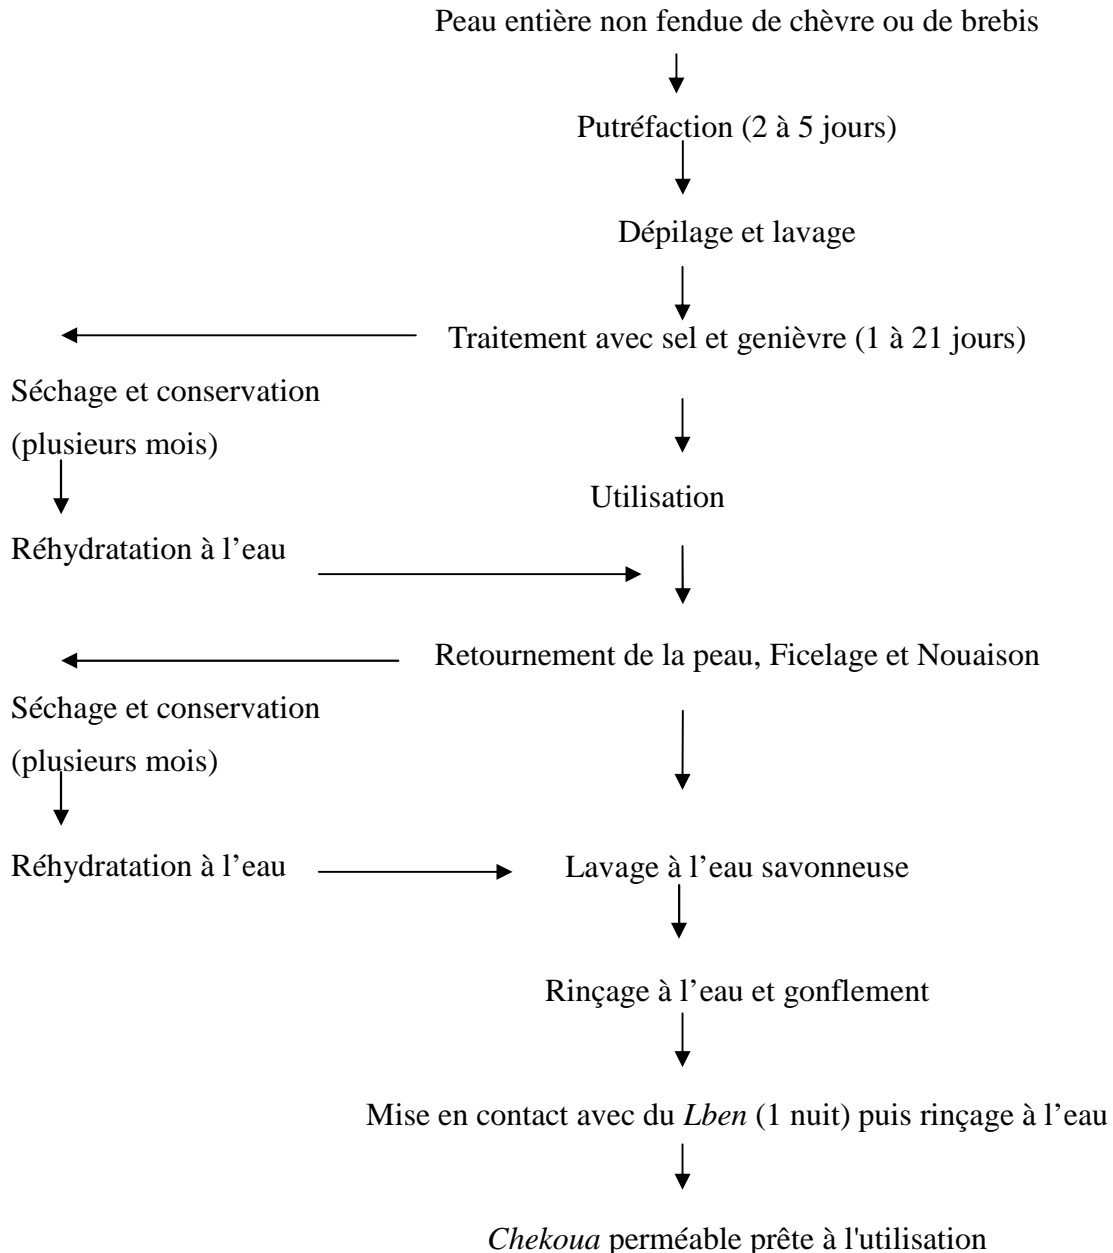 Peau entière non fendue de chèvre ou de brebis
Putréfaction (2 à 5 jours)
Dépilage et lavage
Traitement avec sel et genièvre (1 à 21 jours)
Séchage et conservation
(plusieurs mois)
Utilisation
Réhydratation à l’eau
Retournement de la peau, Ficelage et Nouaison
Séchage et conservation
(plusieurs mois)
Réhydratation à l’eau
Lavage à l’eau savonneuse
Rinçage à l’eau et gonflement
Mise en contact avec du Lben (1 nuit) puis rinçage à l’eau
Chekoua perméable prête à l'utilisation